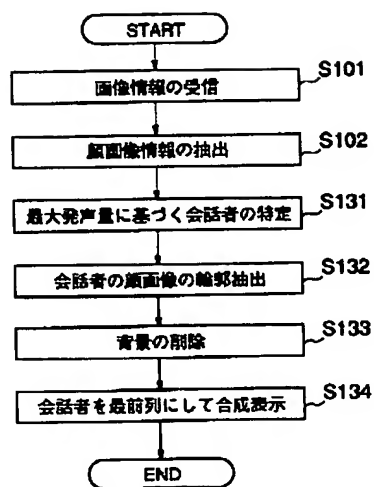 START
画像情報の受信
S101
顔画像情報の抽出
S102
最大発声量に基づく会話者の特定
S131
会話者の顔画像の輪郭抽出
S132
背景の削除
S133
会話者を最前列にして合成表示
S134
END